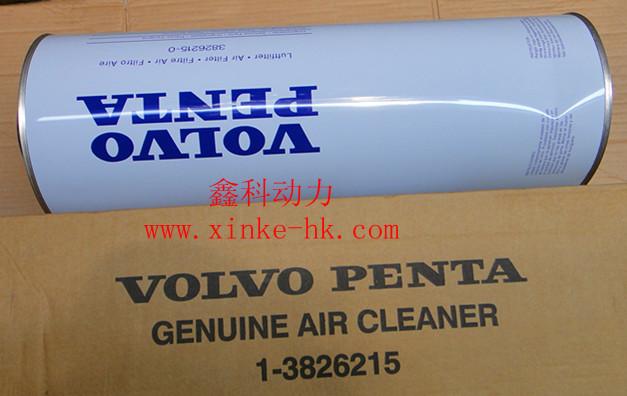 VOLVO
PENTA
Luftfilter • Air Filter • Filtre Air • Filtro Aire
3826215-0
鑫科动力
www.xinke-hk.com
VOLVO PENTA
GENUINE AIR CLEANER
1-3826215